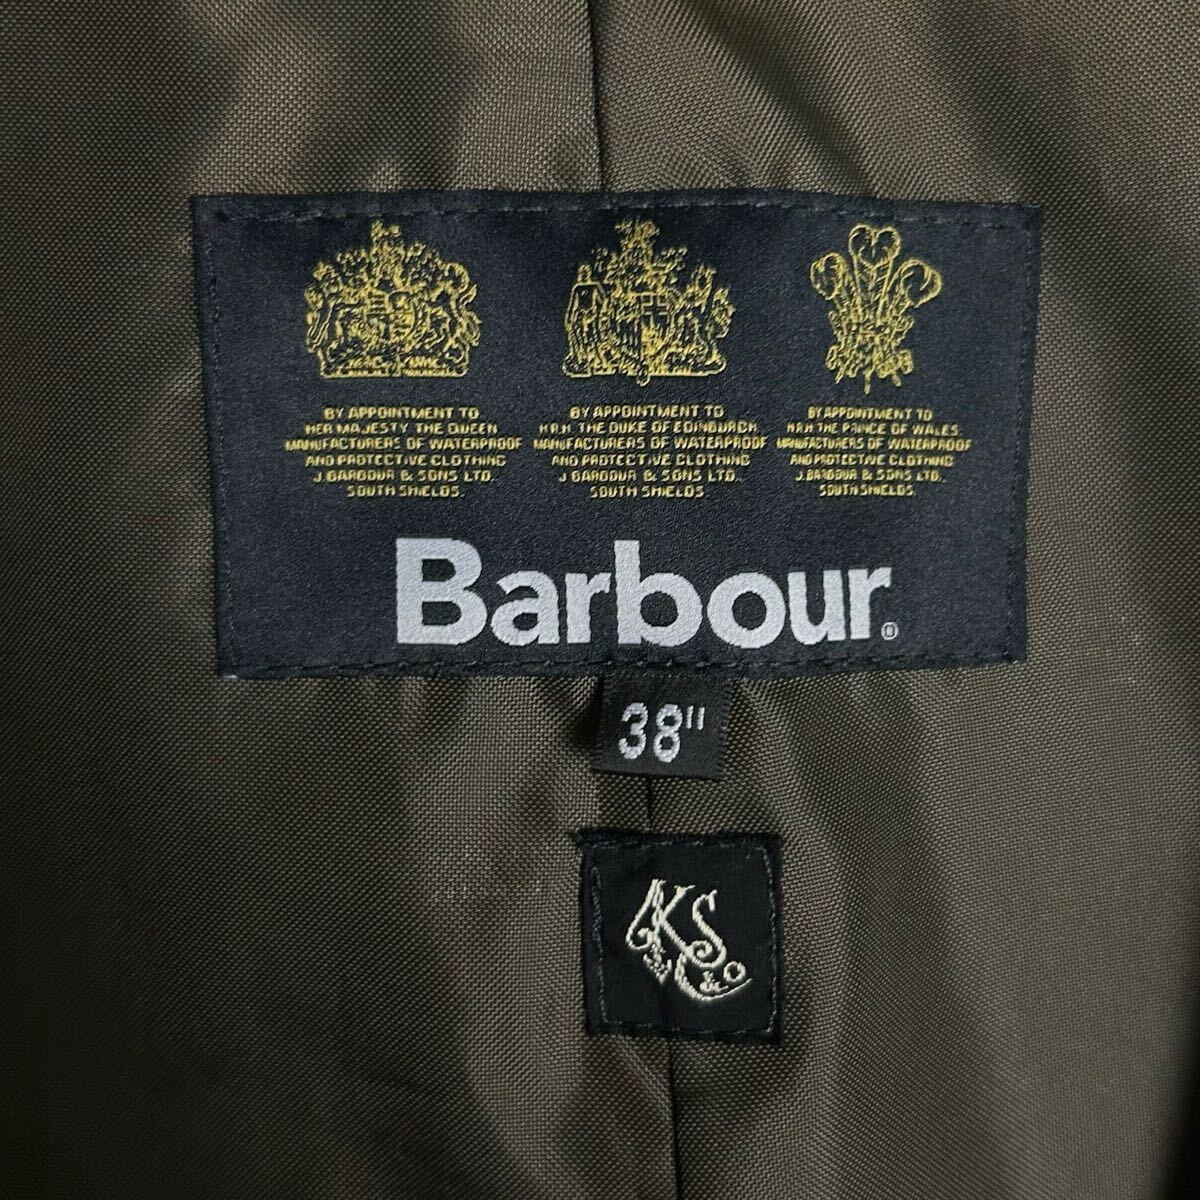 BY APPOINTMENT TO
HER MAJESTY THE QUEEN
MANUFACTURERS OF WATERPROOF
AND PROTECTIVE CLOTHING
J. BARBOUR & SONS LTD.
SOUTH SHIELDS.
BY APPOINTMENT TO
H.R.H. THE DUKE OF EDINBURGH
MANUFACTURERS OF WATERPROOF
AND PROTECTIVE CLOTHING
J. BARBOUR & SONS LTD.
SOUTH SHIELDS.
BY APPOINTMENT TO
H.R.H. THE PRINCE OF WALES
MANUFACTURERS OF WATERPROOF
AND PROTECTIVE CLOTHING
J. BARBOUR & SONS LTD.
SOUTH SHIELDS.
Barbour®
38"
KS
&Co